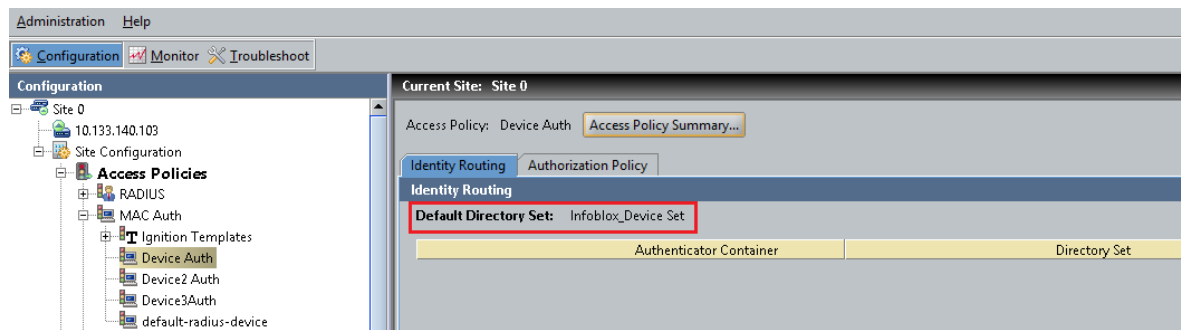 Administration Help
Configuration Monitor Troubleshoot
Configuration
Site 0
10.133.140.103
Site Configuration
Access Policies
RADIUS
MAC Auth
Ignition Templates
Device Auth
Device2 Auth
Device3Auth
default-radius-device
Current Site: Site 0
Access Policy: Device Auth Access Policy Summary...
Identity Routing Authorization Policy
Identity Routing
Default Directory Set: Infoblox_Device Set
Authenticator Container Directory Set